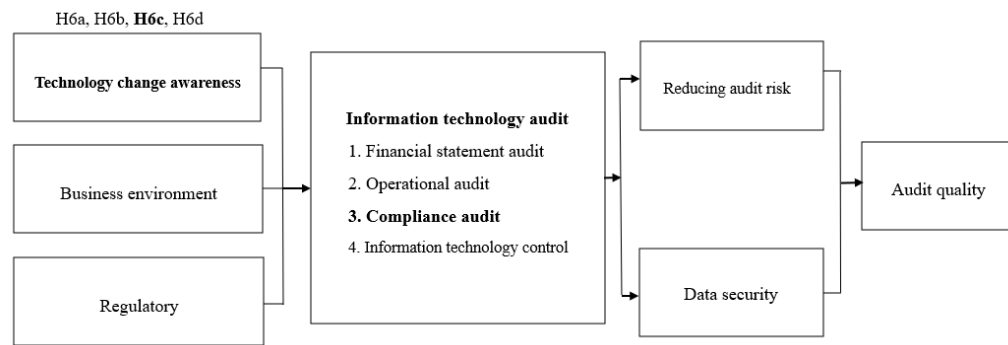 H6a, H6b, H6c, H6d
Technology change awareness
Business environment
Regulatory
Information technology audit
1. Financial statement audit
2. Operational audit
3. Compliance audit
4. Information technology control
Reducing audit risk
Data security
Audit quality